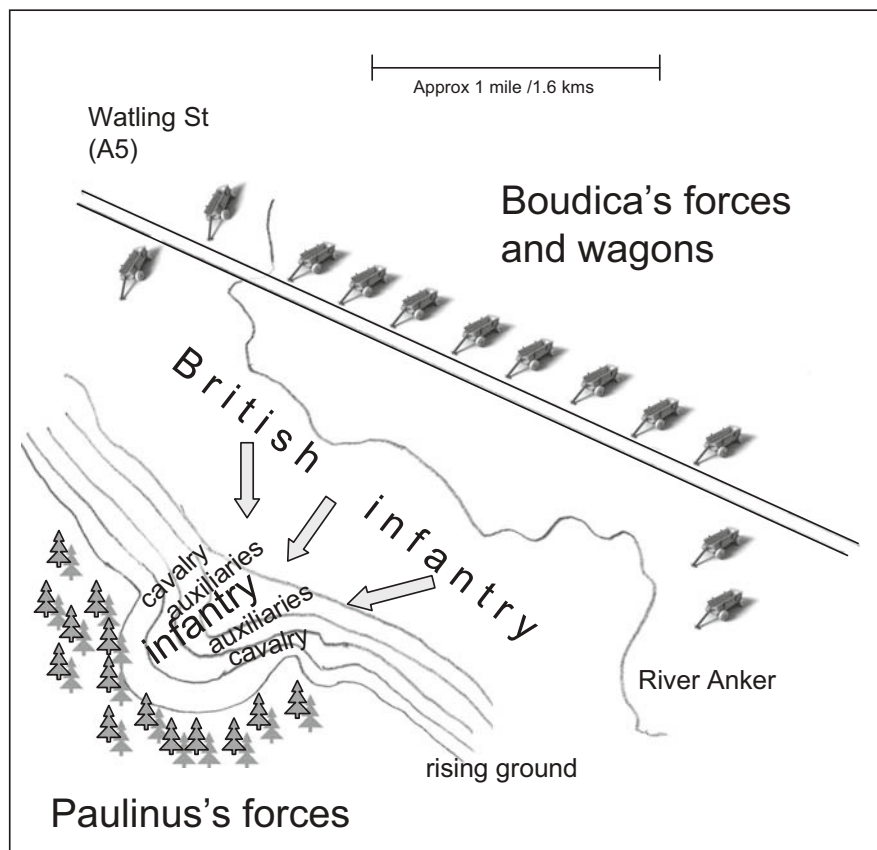 Approx 1 mile /1.6 kms
Watling St
(A5)
Boudica's forces
and wagons
British infantry
cavalry
auxiliaries
infantry
auxiliaries
cavalry
River Anker
rising ground
Paulinus's forces